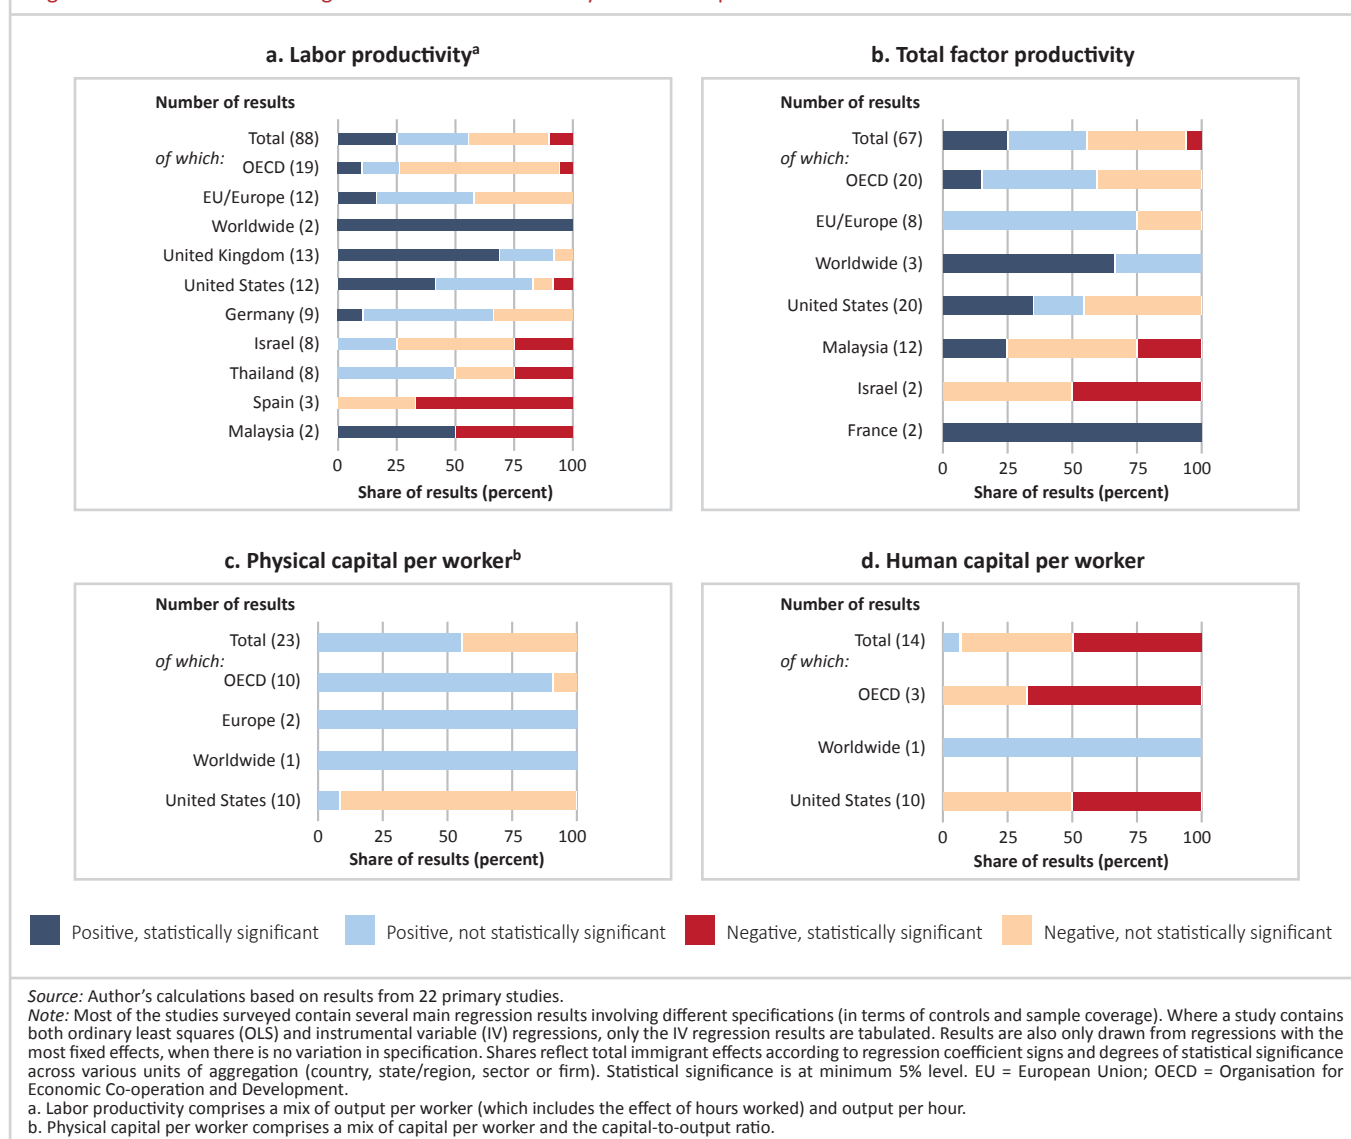 a. Labor productivityᵃ
Number of results
Total (88)
of which:
OECD (19)
EU/Europe (12)
Worldwide (2)
United Kingdom (13)
United States (12)
Germany (9)
Israel (8)
Thailand (8)
Spain (3)
Malaysia (2)
0 25 50 75 100
Share of results (percent)
b. Total factor productivity
Number of results
Total (67)
of which:
OECD (20)
EU/Europe (8)
Worldwide (3)
United States (20)
Malaysia (12)
Israel (2)
France (2)
0 25 50 75 100
Share of results (percent)
c. Physical capital per workerᵇ
Number of results
Total (23)
of which:
OECD (10)
Europe (2)
Worldwide (1)
United States (10)
0 25 50 75 100
Share of results (percent)
d. Human capital per worker
Number of results
Total (14)
of which:
OECD (3)
Worldwide (1)
United States (10)
0 25 50 75 100
Share of results (percent)
Positive, statistically significant Positive, not statistically significant Negative, statistically significant Negative, not statistically significant
Source: Author's calculations based on results from 22 primary studies.
Note: Most of the studies surveyed contain several main regression results involving different specifications (in terms of controls and sample coverage). Where a study contains
both ordinary least squares (OLS) and instrumental variable (IV) regressions, only the IV regression results are tabulated. Results are also only drawn from regressions with the
most fixed effects, when there is no variation in specification. Shares reflect total immigrant effects according to regression coefficient signs and degrees of statistical significance
across various units of aggregation (country, state/region, sector or firm). Statistical significance is at minimum 5% level. EU = European Union; OECD = Organisation for
Economic Co-operation and Development.
a. Labor productivity comprises a mix of output per worker (which includes the effect of hours worked) and output per hour.
b. Physical capital per worker comprises a mix of capital per worker and the capital-to-output ratio.